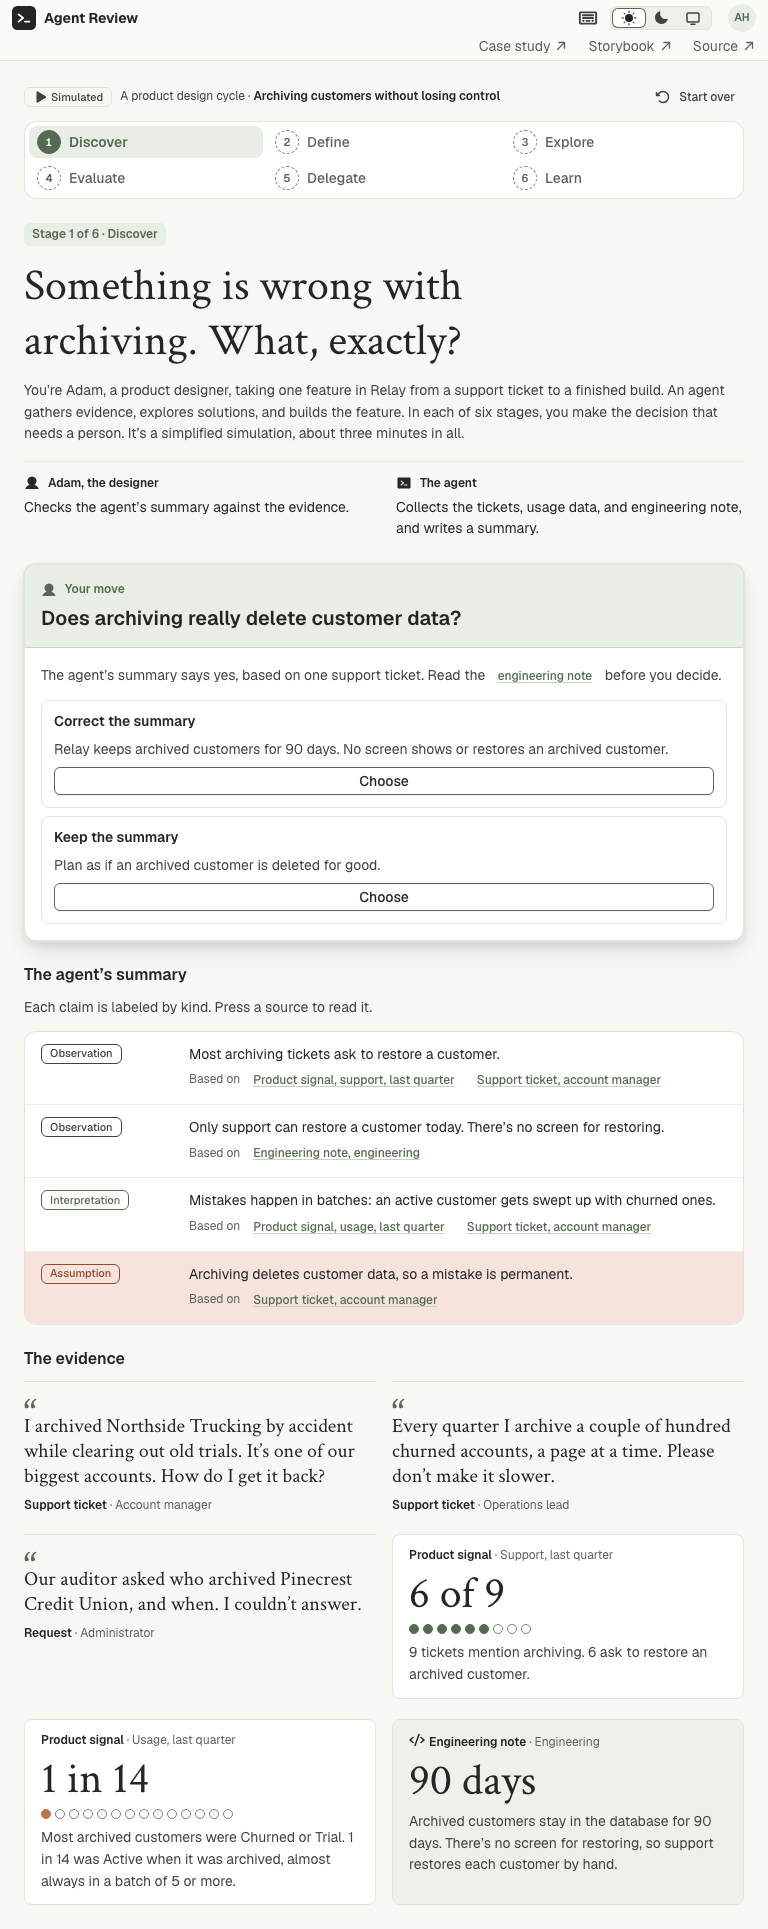 Agent Review
AH
Case study ↗ Storybook ↗ Source ↗
Simulated A product design cycle · Archiving customers without losing control Start over
1 Discover 2 Define 3 Explore
4 Evaluate 5 Delegate 6 Learn
Stage 1 of 6 · Discover
Something is wrong with
archiving. What, exactly?
You’re Adam, a product designer, taking one feature in Relay from a support ticket to a finished build. An agent
gathers evidence, explores solutions, and builds the feature. In each of six stages, you make the decision that
needs a person. It’s a simplified simulation, about three minutes in all.
Adam, the designer
Checks the agent’s summary against the evidence.
The agent
Collects the tickets, usage data, and engineering note,
and writes a summary.
Your move
Does archiving really delete customer data?
The agent’s summary says yes, based on one support ticket. Read the engineering note before you decide.
Correct the summary
Relay keeps archived customers for 90 days. No screen shows or restores an archived customer.
Choose
Keep the summary
Plan as if an archived customer is deleted for good.
Choose
The agent’s summary
Each claim is labeled by kind. Press a source to read it.
Observation Most archiving tickets ask to restore a customer.
Based on Product signal, support, last quarter Support ticket, account manager
Observation Only support can restore a customer today. There’s no screen for restoring.
Based on Engineering note, engineering
Interpretation Mistakes happen in batches: an active customer gets swept up with churned ones.
Based on Product signal, usage, last quarter Support ticket, account manager
Assumption Archiving deletes customer data, so a mistake is permanent.
Based on Support ticket, account manager
The evidence
“
I archived Northside Trucking by accident
while clearing out old trials. It’s one of our
biggest accounts. How do I get it back?
Support ticket · Account manager
“
Every quarter I archive a couple of hundred
churned accounts, a page at a time. Please
don’t make it slower.
Support ticket · Operations lead
“
Our auditor asked who archived Pinecrest
Credit Union, and when. I couldn’t answer.
Request · Administrator
Product signal · Support, last quarter
6 of 9
9 tickets mention archiving. 6 ask to restore an
archived customer.
Product signal · Usage, last quarter
1 in 14
Most archived customers were Churned or Trial. 1
in 14 was Active when it was archived, almost
always in a batch of 5 or more.
Engineering note · Engineering
90 days
Archived customers stay in the database for 90
days. There’s no screen for restoring, so support
restores each customer by hand.